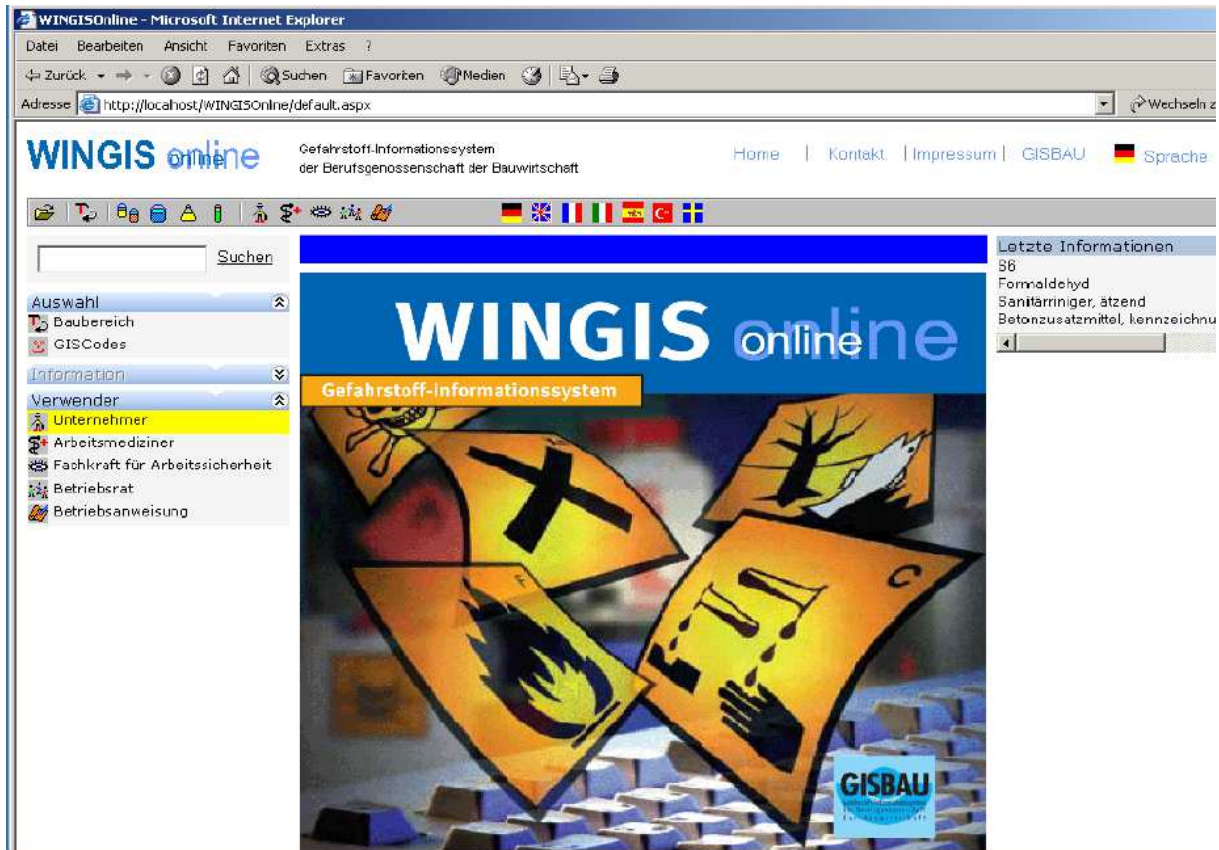 WINGISOnline - Microsoft Internet Explorer
Datei Bearbeiten Ansicht Favoriten Extras ?
Zurück Suchen Favoriten Medien
Adresse http://localhost/WINGISOnline/default.aspx Wechseln z
WINGIS online Gefahrstoff-Informationssystem
der Berufsgenossenschaft der Bauwirtschaft
Home | Kontakt | Impressum | GISBAU Sprache
Suchen
Auswahl
Baubereich
GISCodes
Information
Verwender
Unternehmer
Arbeitsmediziner
Fachkraft für Arbeitssicherheit
Betriebsrat
Betriebsanweisung
WINGIS online
Gefahrstoff-Informationssystem
C
GISBAU
Letzte Informationen
S6
Formaldehyd
Sanitärriniger, ätzend
Betonzusatzmittel, kennzeichnu